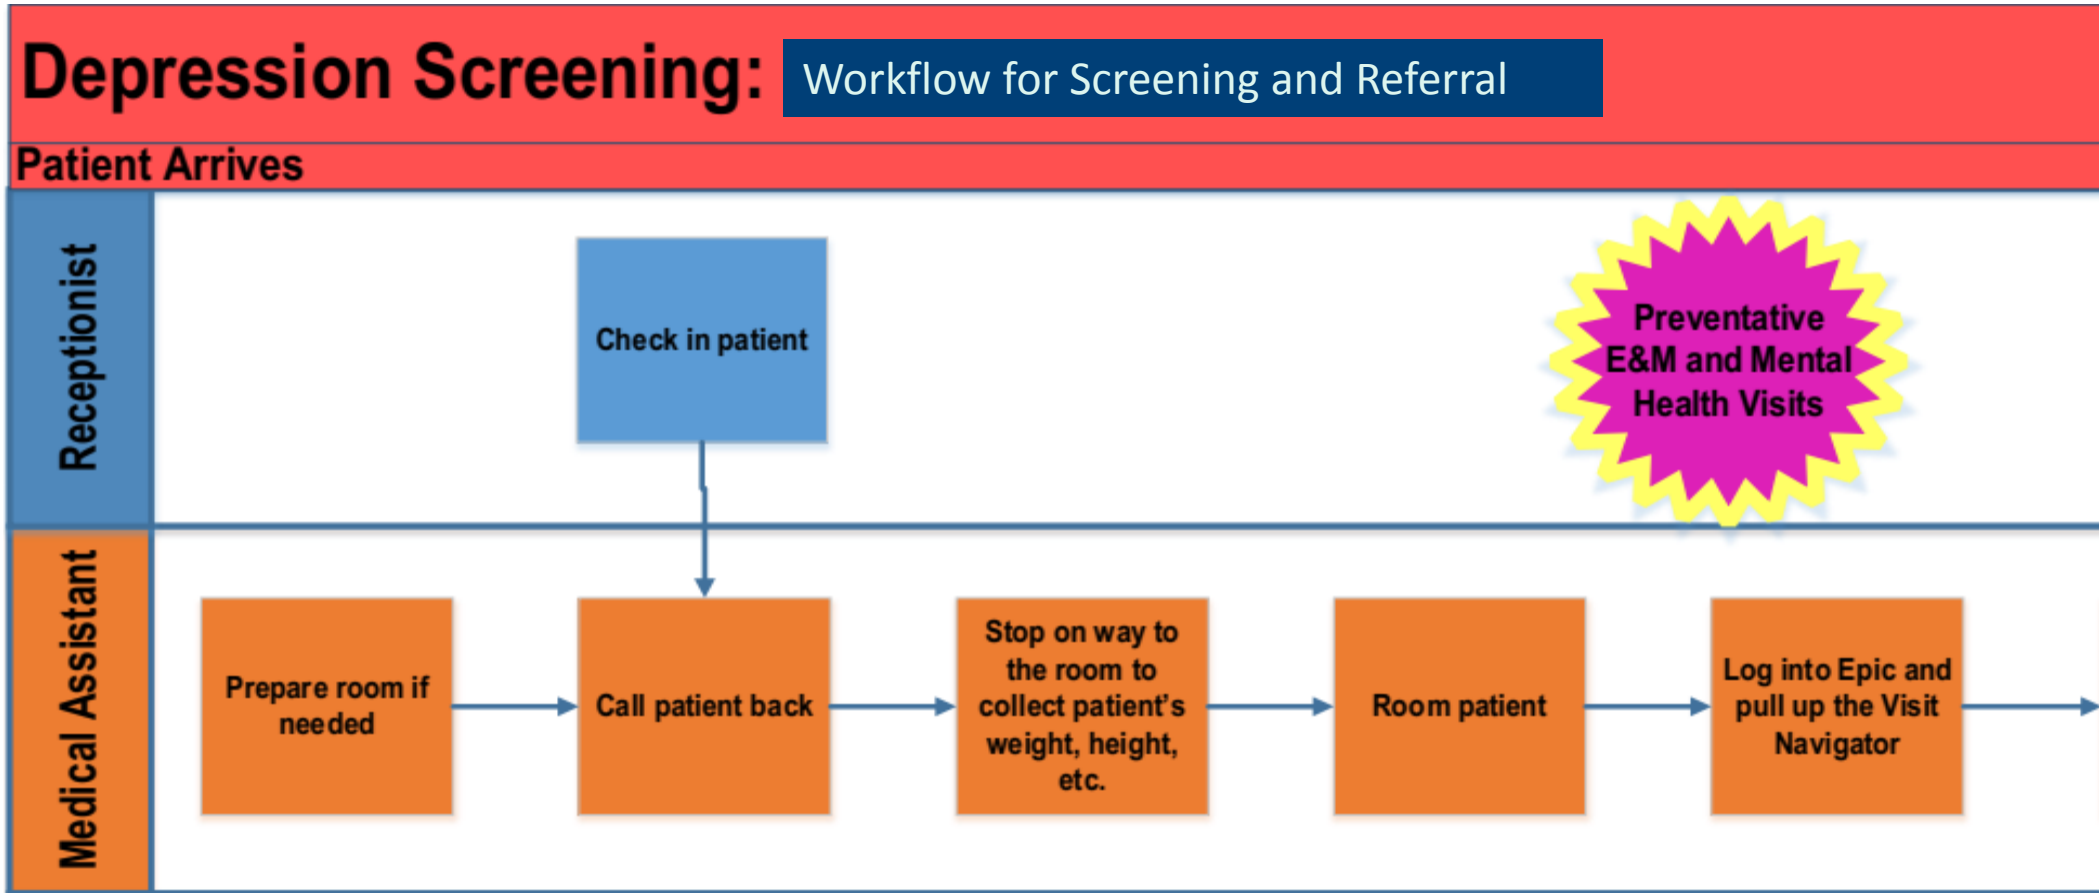 Depression Screening:
Workflow for Screening and Referral
Patient Arrives
Receptionist
Check in patient
Preventative
E&M and Mental
Health Visits
Medical Assistant
Prepare room if
needed
Call patient back
Stop on way to
the room to
collect patient's
weight, height,
etc.
Room patient
Log into Epic and
pull up the Visit
Navigator